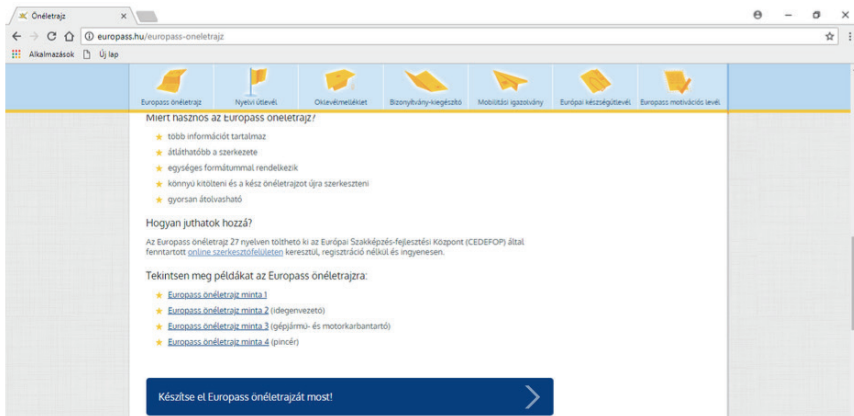 Önéletrajz
europass.hu/europass-oneletrajz
Alkalmazások Új lap
Europass önéletrajz Nyelvi útlevél Oklevélmelléklet Bizonyítvány-kiegészítő Mobilitási igazolvány Európai készségútlevél Europass motivációs levél
Miért hasznos az Europass önéletrajz?
több információt tartalmaz
átláthatóbb a szerkezete
egységes formátummal rendelkezik
könnyű kitölteni és a kész önéletrajzot újra szerkeszteni
gyorsan átolvasható
Hogyan juthatok hozzá?
Az Europass önéletrajz 27 nyelven tölthető ki az Európai Szakképzés-fejlesztési Központ (CEDEFOP) által
fenntartott online szerkesztőfelületen keresztül, regisztráció nélkül és ingyenesen.
Tekintsen meg példákat az Europass önéletrajzra:
Europass önéletrajz minta 1
Europass önéletrajz minta 2 (idegenvezető)
Europass önéletrajz minta 3 (gépjármű- és motorkarbantartó)
Europass önéletrajz minta 4 (pincér)
Készítse el Europass önéletrajzát most!